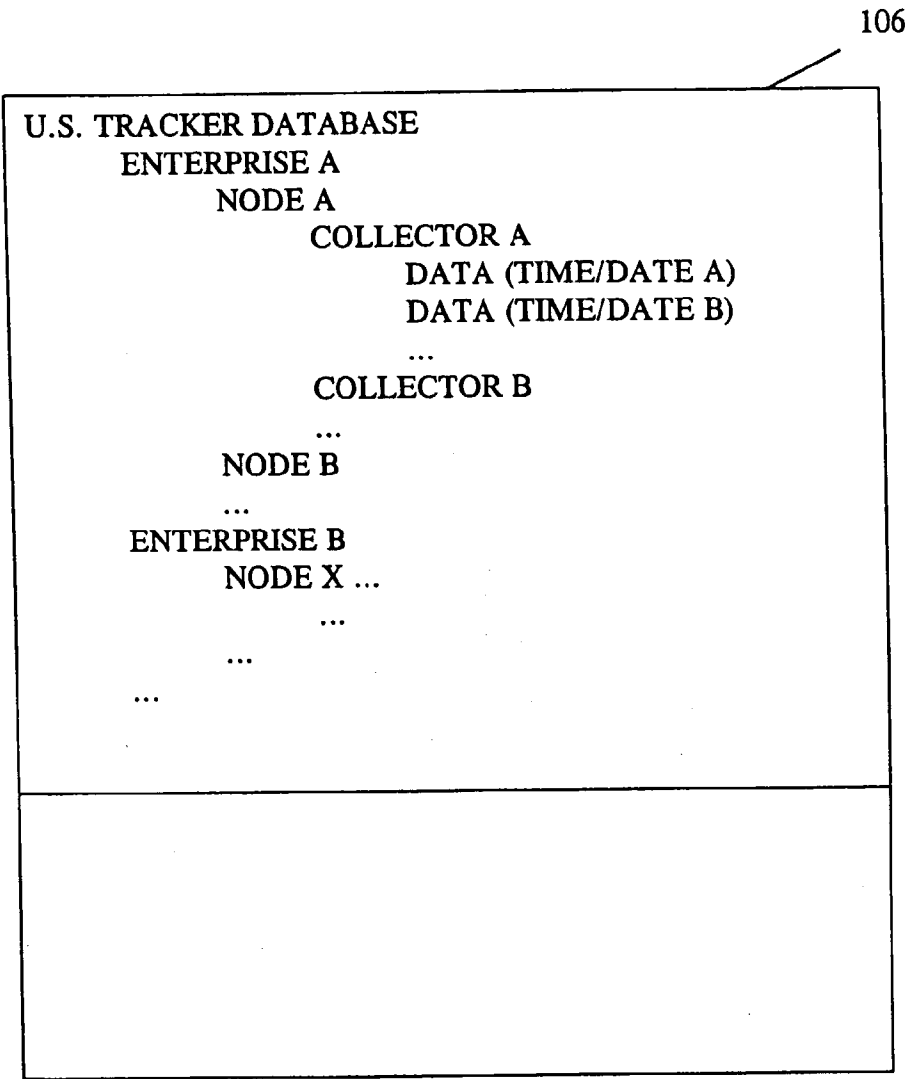 106
U.S. TRACKER DATABASE
ENTERPRISE A
NODE A
COLLECTOR A
DATA (TIME/DATE A)
DATA (TIME/DATE B)
...
COLLECTOR B
...
NODE B
...
ENTERPRISE B
NODE X ...
...
...
...